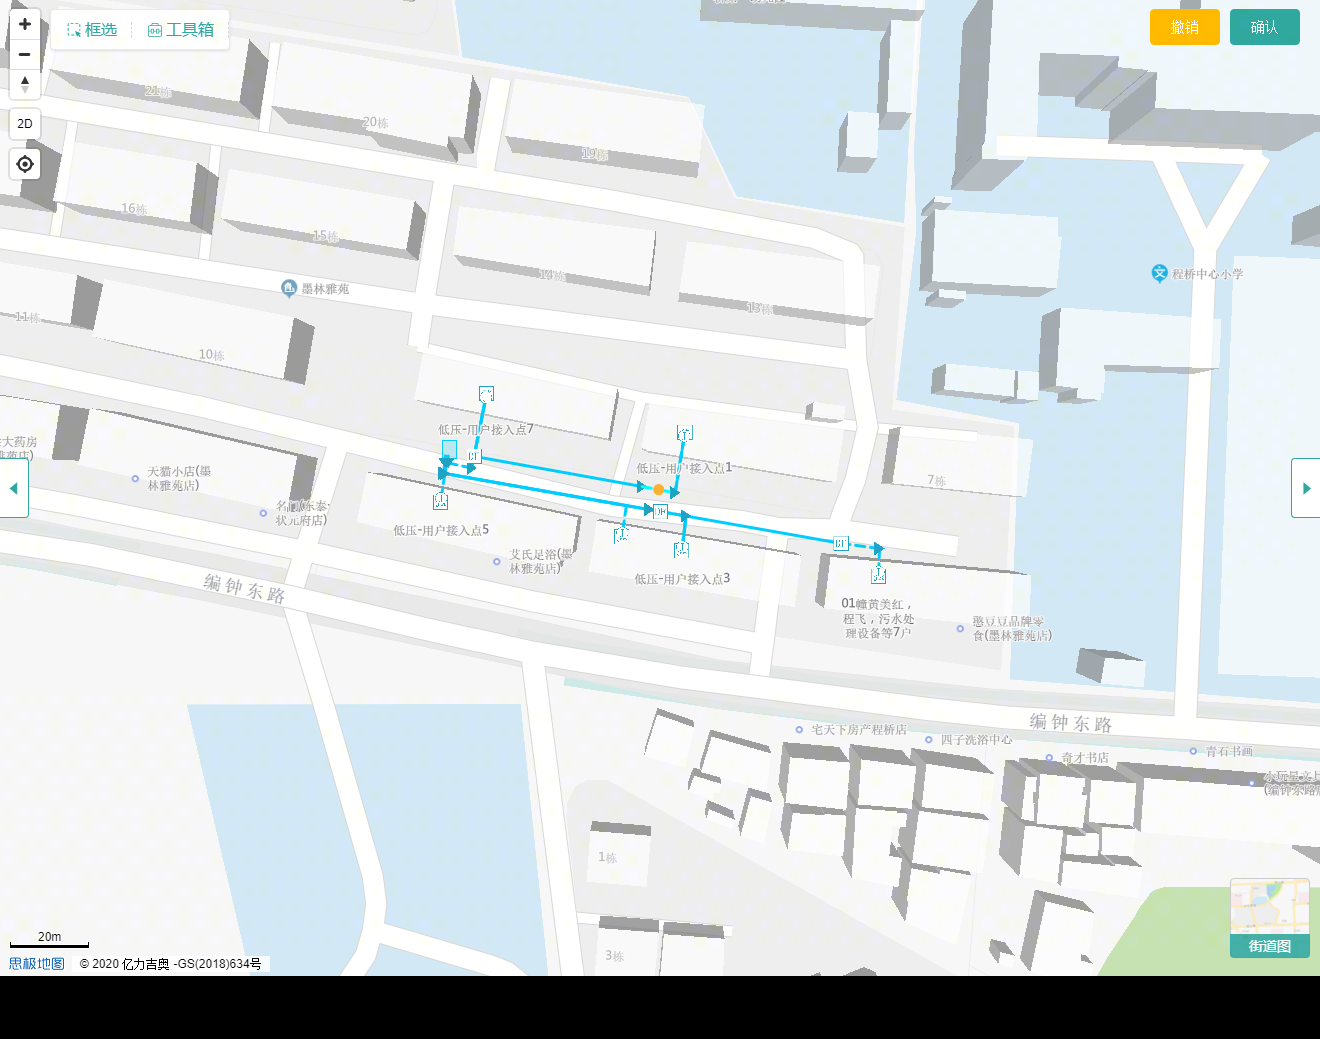 框选
工具箱
撤销
确认
2D
21栋
20栋
19栋
16栋
15栋
14栋
13栋
墨林雅苑
程桥中心小学
11栋
10栋
低压-用户接入点7
低压-用户接入点1
大药房
天猫小店(墨
林雅苑店)
7栋
状元府店)
低压-用户接入点5
艾氏足浴(墨
林雅苑店)
低压-用户接入点3
01幢黄美红，
程飞，污水处
理设备等7户
憨豆豆品牌零
食(墨林雅苑店)
编钟东路
编钟东路
宅天下房产程桥店
四子洗浴中心
奇才书店
青石书画
(编钟东路
1栋
3栋
20m
街道图
思极地图
© 2020 亿力吉奥 -GS(2018)634号